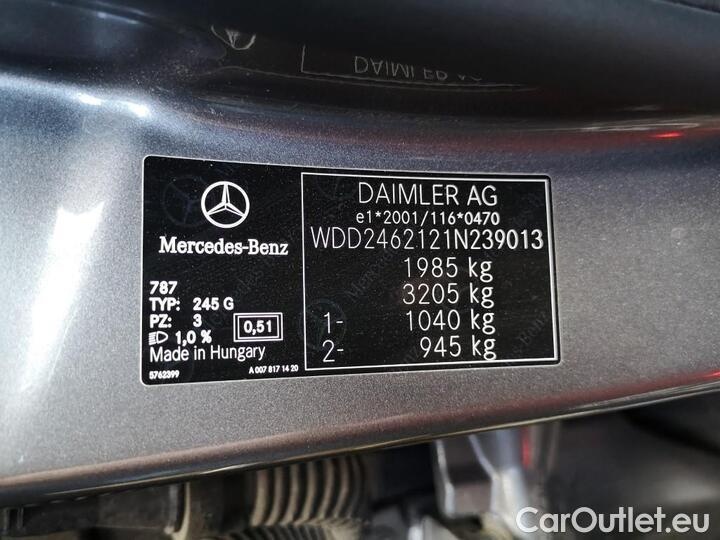 DAIMLER AG
Mercedes-Benz
787
TYP: 245 G
PZ: 3
1,0 %
0,51
Made in Hungary
5762399
A 007 817 14 20
DAIMLER AG
e1*2001/116*0470
WDD2462121N239013
1985 kg
3205 kg
1- 1040 kg
2- 945 kg
CarOutlet.eu